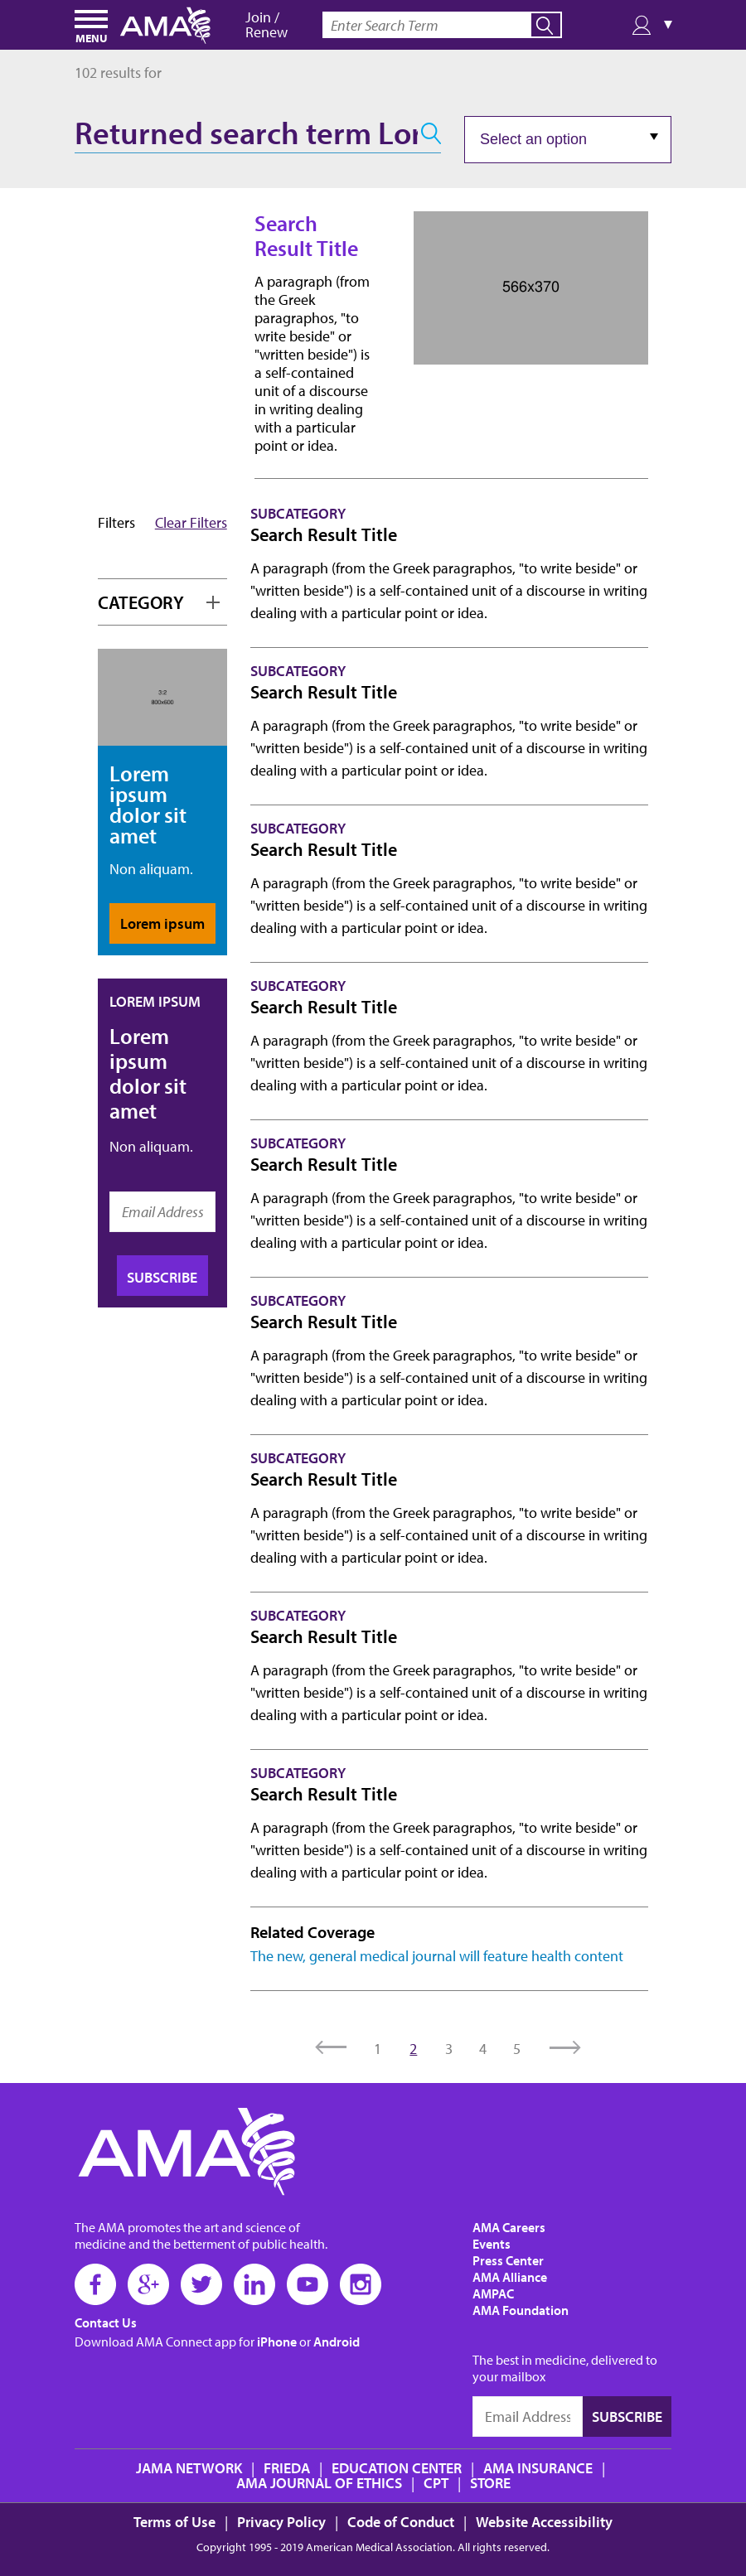 MENU
AMA
Join /
Renew
Enter Search Term
102 results for
Returned search term Lor
Select an option
Search
Result Title
A paragraph (from
the Greek
paragraphos, "to
write beside" or
"written beside") is
a self-contained
unit of a discourse
in writing dealing
with a particular
point or idea.
566x370
Filters Clear Filters
CATEGORY
3:2
900x600
Lorem
ipsum
dolor sit
amet
Non aliquam.
Lorem ipsum
LOREM IPSUM
Lorem
ipsum
dolor sit
amet
Non aliquam.
Email Address
SUBSCRIBE
SUBCATEGORY
Search Result Title
A paragraph (from the Greek paragraphos, "to write beside" or
"written beside") is a self-contained unit of a discourse in writing
dealing with a particular point or idea.
SUBCATEGORY
Search Result Title
A paragraph (from the Greek paragraphos, "to write beside" or
"written beside") is a self-contained unit of a discourse in writing
dealing with a particular point or idea.
SUBCATEGORY
Search Result Title
A paragraph (from the Greek paragraphos, "to write beside" or
"written beside") is a self-contained unit of a discourse in writing
dealing with a particular point or idea.
SUBCATEGORY
Search Result Title
A paragraph (from the Greek paragraphos, "to write beside" or
"written beside") is a self-contained unit of a discourse in writing
dealing with a particular point or idea.
SUBCATEGORY
Search Result Title
A paragraph (from the Greek paragraphos, "to write beside" or
"written beside") is a self-contained unit of a discourse in writing
dealing with a particular point or idea.
SUBCATEGORY
Search Result Title
A paragraph (from the Greek paragraphos, "to write beside" or
"written beside") is a self-contained unit of a discourse in writing
dealing with a particular point or idea.
SUBCATEGORY
Search Result Title
A paragraph (from the Greek paragraphos, "to write beside" or
"written beside") is a self-contained unit of a discourse in writing
dealing with a particular point or idea.
SUBCATEGORY
Search Result Title
A paragraph (from the Greek paragraphos, "to write beside" or
"written beside") is a self-contained unit of a discourse in writing
dealing with a particular point or idea.
SUBCATEGORY
Search Result Title
A paragraph (from the Greek paragraphos, "to write beside" or
"written beside") is a self-contained unit of a discourse in writing
dealing with a particular point or idea.
Related Coverage
The new, general medical journal will feature health content
1 2 3 4 5
AMA
The AMA promotes the art and science of
medicine and the betterment of public health.
Contact Us
Download AMA Connect app for iPhone or Android
AMA Careers
Events
Press Center
AMA Alliance
AMPAC
AMA Foundation
The best in medicine, delivered to
your mailbox
Email Address SUBSCRIBE
JAMA NETWORK | FRIEDA | EDUCATION CENTER | AMA INSURANCE |
AMA JOURNAL OF ETHICS | CPT | STORE
Terms of Use | Privacy Policy | Code of Conduct | Website Accessibility
Copyright 1995 - 2019 American Medical Association. All rights reserved.